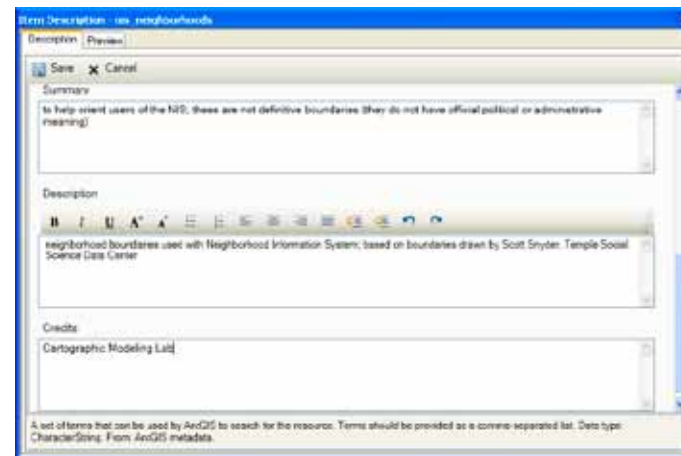 Item Description - nis_neighbourhoods
Description Preview
Save Cancel
Summary
to help orient users of the NIS; these are not definitive boundaries (they do not have official political or administrative
meaning)
Description
B I U A A
neighborhood boundaries used with Neighborhood Information System; based on boundaries drawn by Scott Snyder, Temple Social
Science Data Center
Credits
Cartographic Modeling Lab
A set of terms that can be used by ArcGIS to search for the resource. Terms should be provided as a comma-separated list. Data type:
CharacterString. From ArcGIS metadata.